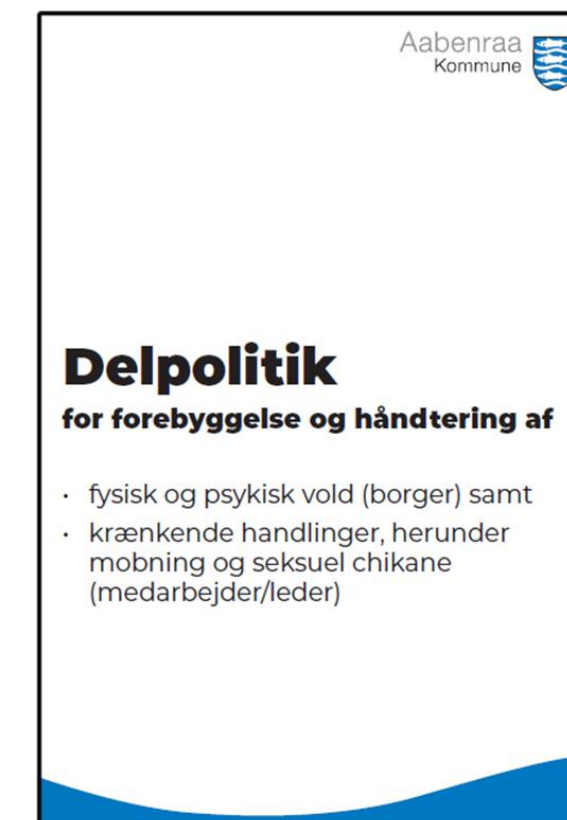 Aabenraa
Kommune
Delpolitik
for forebyggelse og håndtering af
· fysisk og psykisk vold (borger) samt
· krænkende handlinger, herunder
mobning og seksuel chikane
(medarbejder/leder)